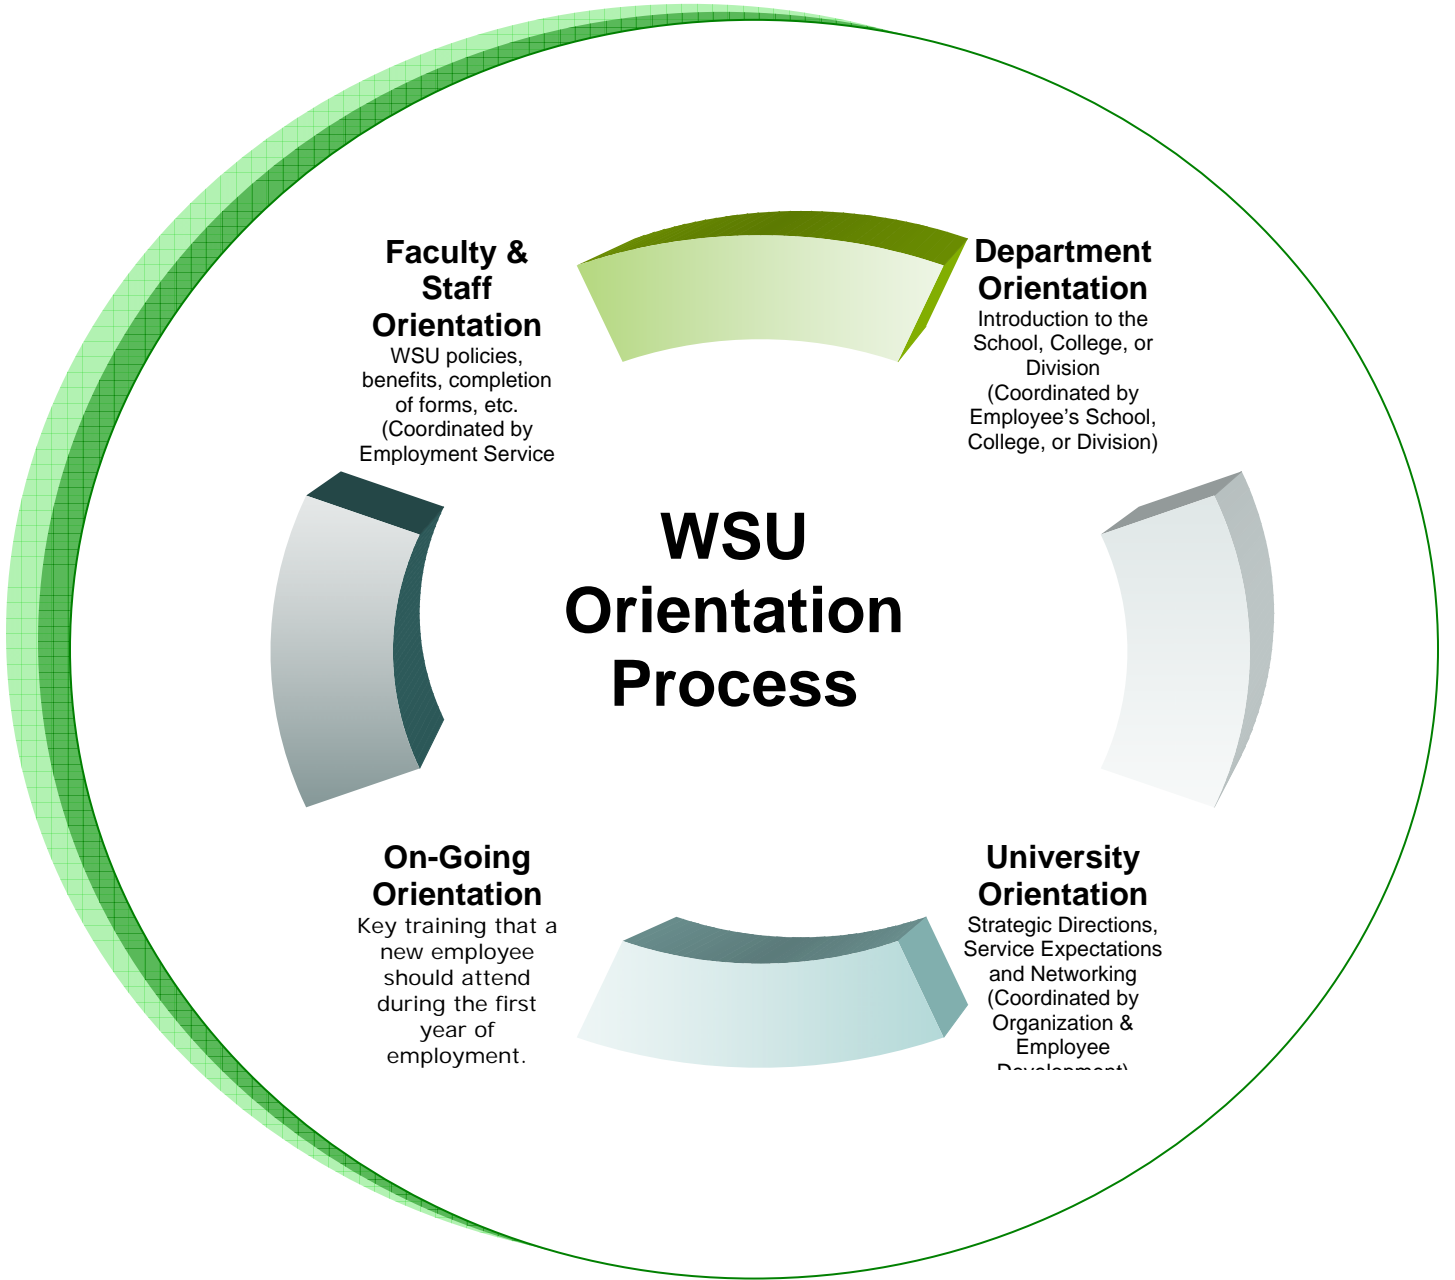 Faculty &
Staff
Orientation
WSU policies,
benefits, completion
of forms, etc.
(Coordinated by
Employment Service
Department
Orientation
Introduction to the
School, College, or
Division
(Coordinated by
Employee's School,
College, or Division)
WSU
Orientation
Process
On-Going
Orientation
Key training that a
new employee
should attend
during the first
year of
employment.
University
Orientation
Strategic Directions,
Service Expectations
and Networking
(Coordinated by
Organization &
Employee
Development)